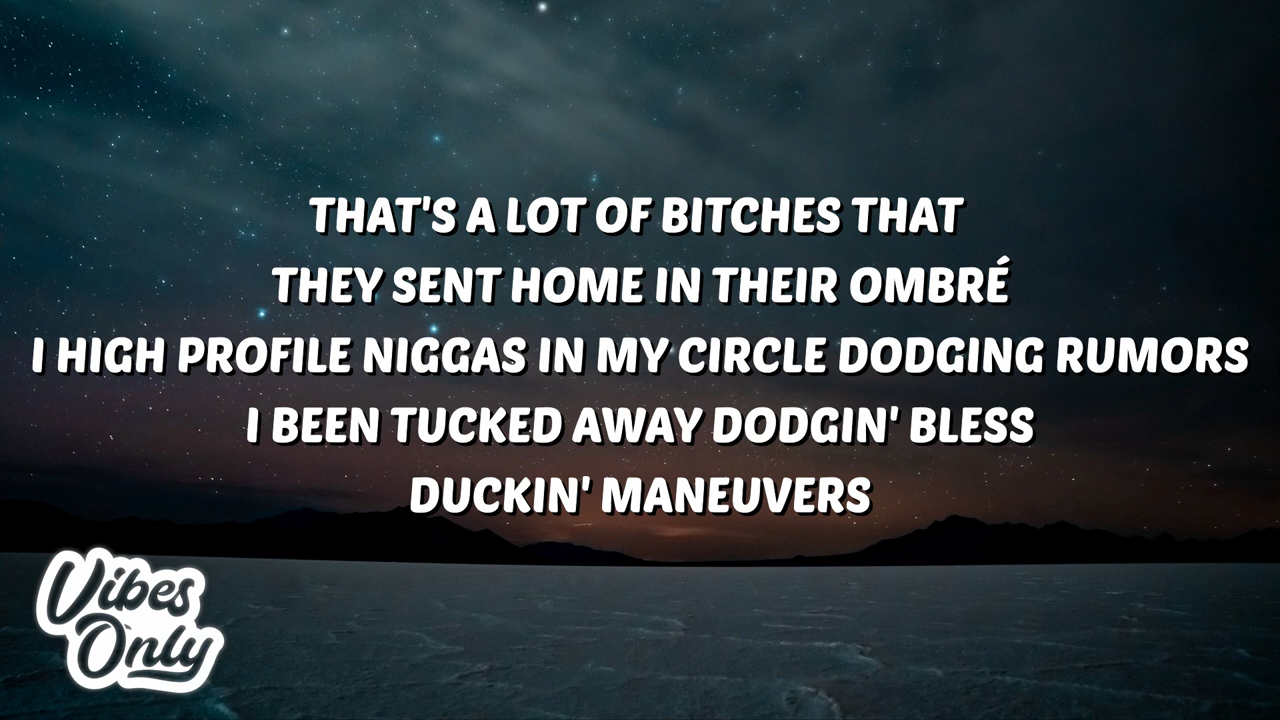 THAT'S A LOT OF BITCHES THAT
THEY SENT HOME IN THEIR OMBRÉ
I HIGH PROFILE NIGGAS IN MY CIRCLE DODGING RUMORS
I BEEN TUCKED AWAY DODGIN' BLESS
DUCKIN' MANEUVERS
Vibes
Only